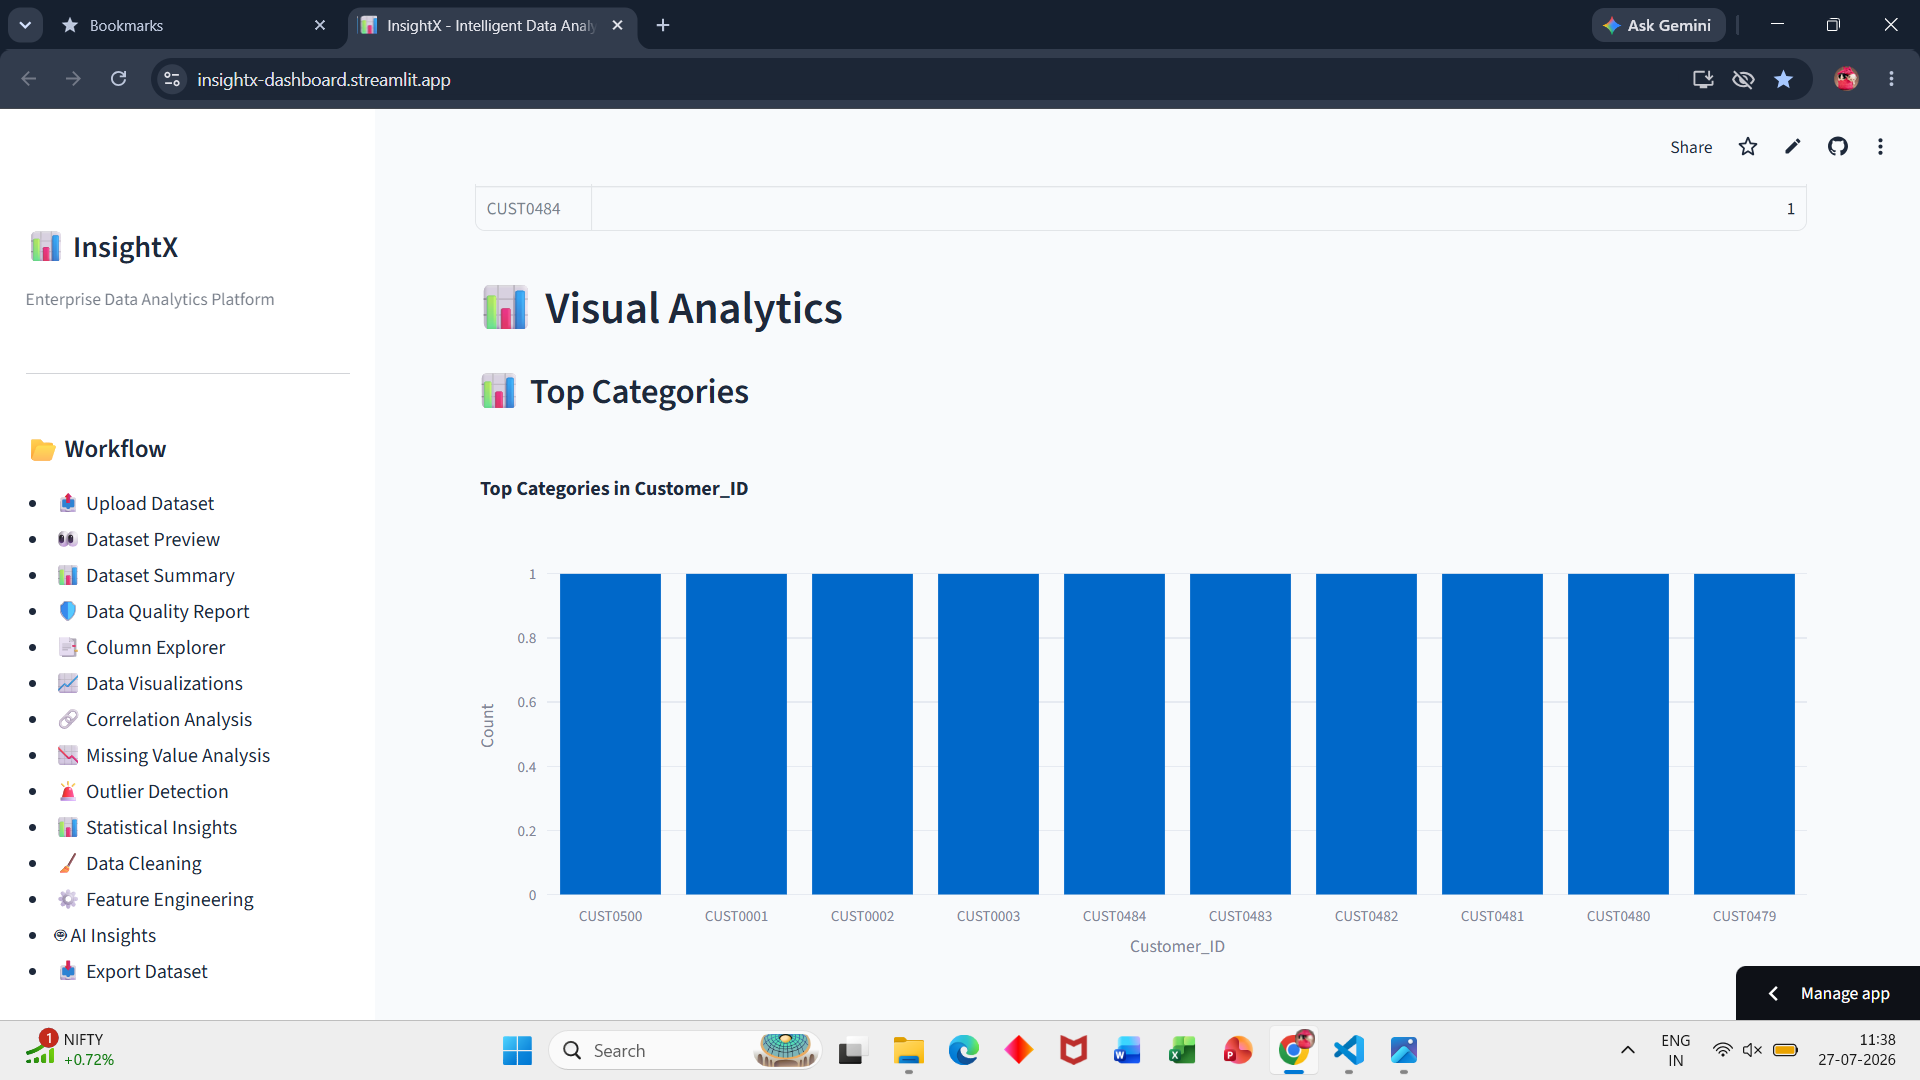 Bookmarks
InsightX - Intelligent Data Analy
Ask Gemini
insightx-dashboard.streamlit.app
Share
CUST0484
1
InsightX
Enterprise Data Analytics Platform
Workflow
Upload Dataset
Dataset Preview
Dataset Summary
Data Quality Report
Column Explorer
Data Visualizations
Correlation Analysis
Missing Value Analysis
Outlier Detection
Statistical Insights
Data Cleaning
Feature Engineering
AI Insights
Export Dataset
Visual Analytics
Top Categories
Top Categories in Customer_ID
1
0.8
0.6
0.4
0.2
0
Count
CUST0500 CUST0001 CUST0002 CUST0003 CUST0484 CUST0483 CUST0482 CUST0481 CUST0480 CUST0479
Customer_ID
Manage app
1
NIFTY
+0.72%
Search
ENG
IN
11:38
27-07-2026